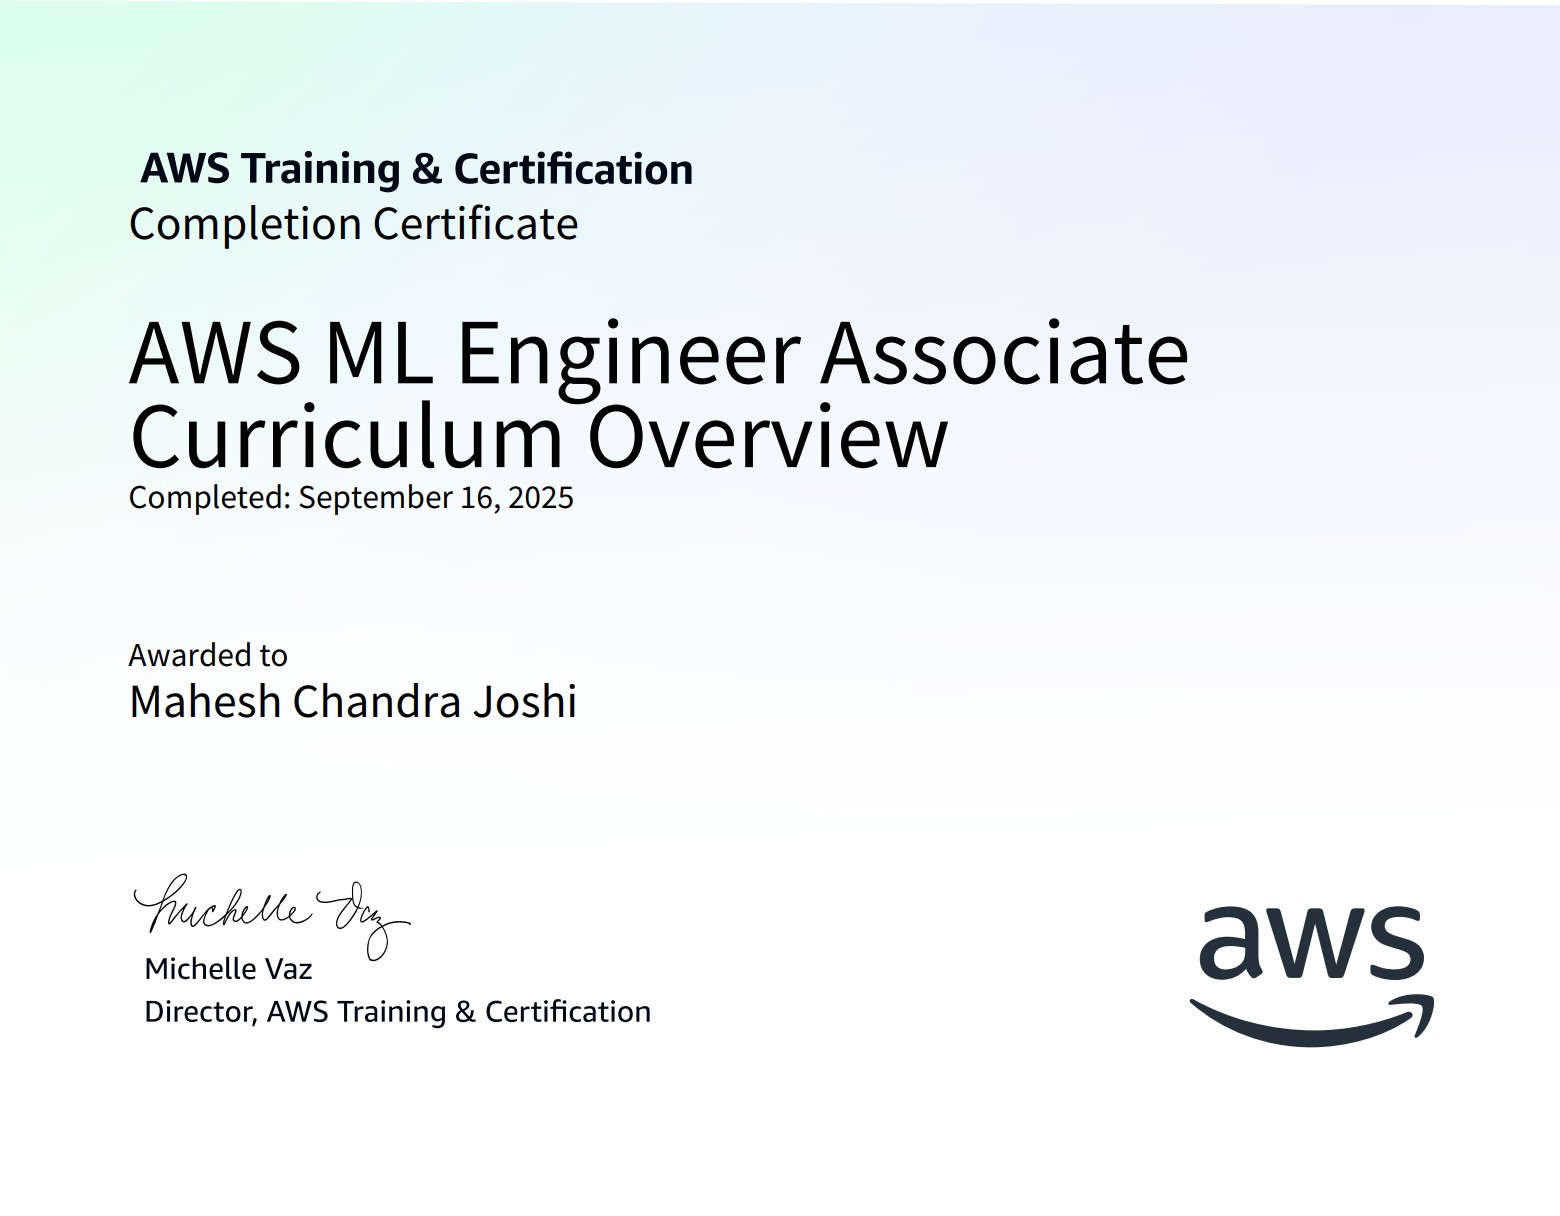 AWS Training & Certification
Completion Certificate
AWS ML Engineer Associate
Curriculum Overview
Completed: September 16, 2025
Awarded to
Mahesh Chandra Joshi
Michelle Vaz
Michelle Vaz
Director, AWS Training & Certification
aws